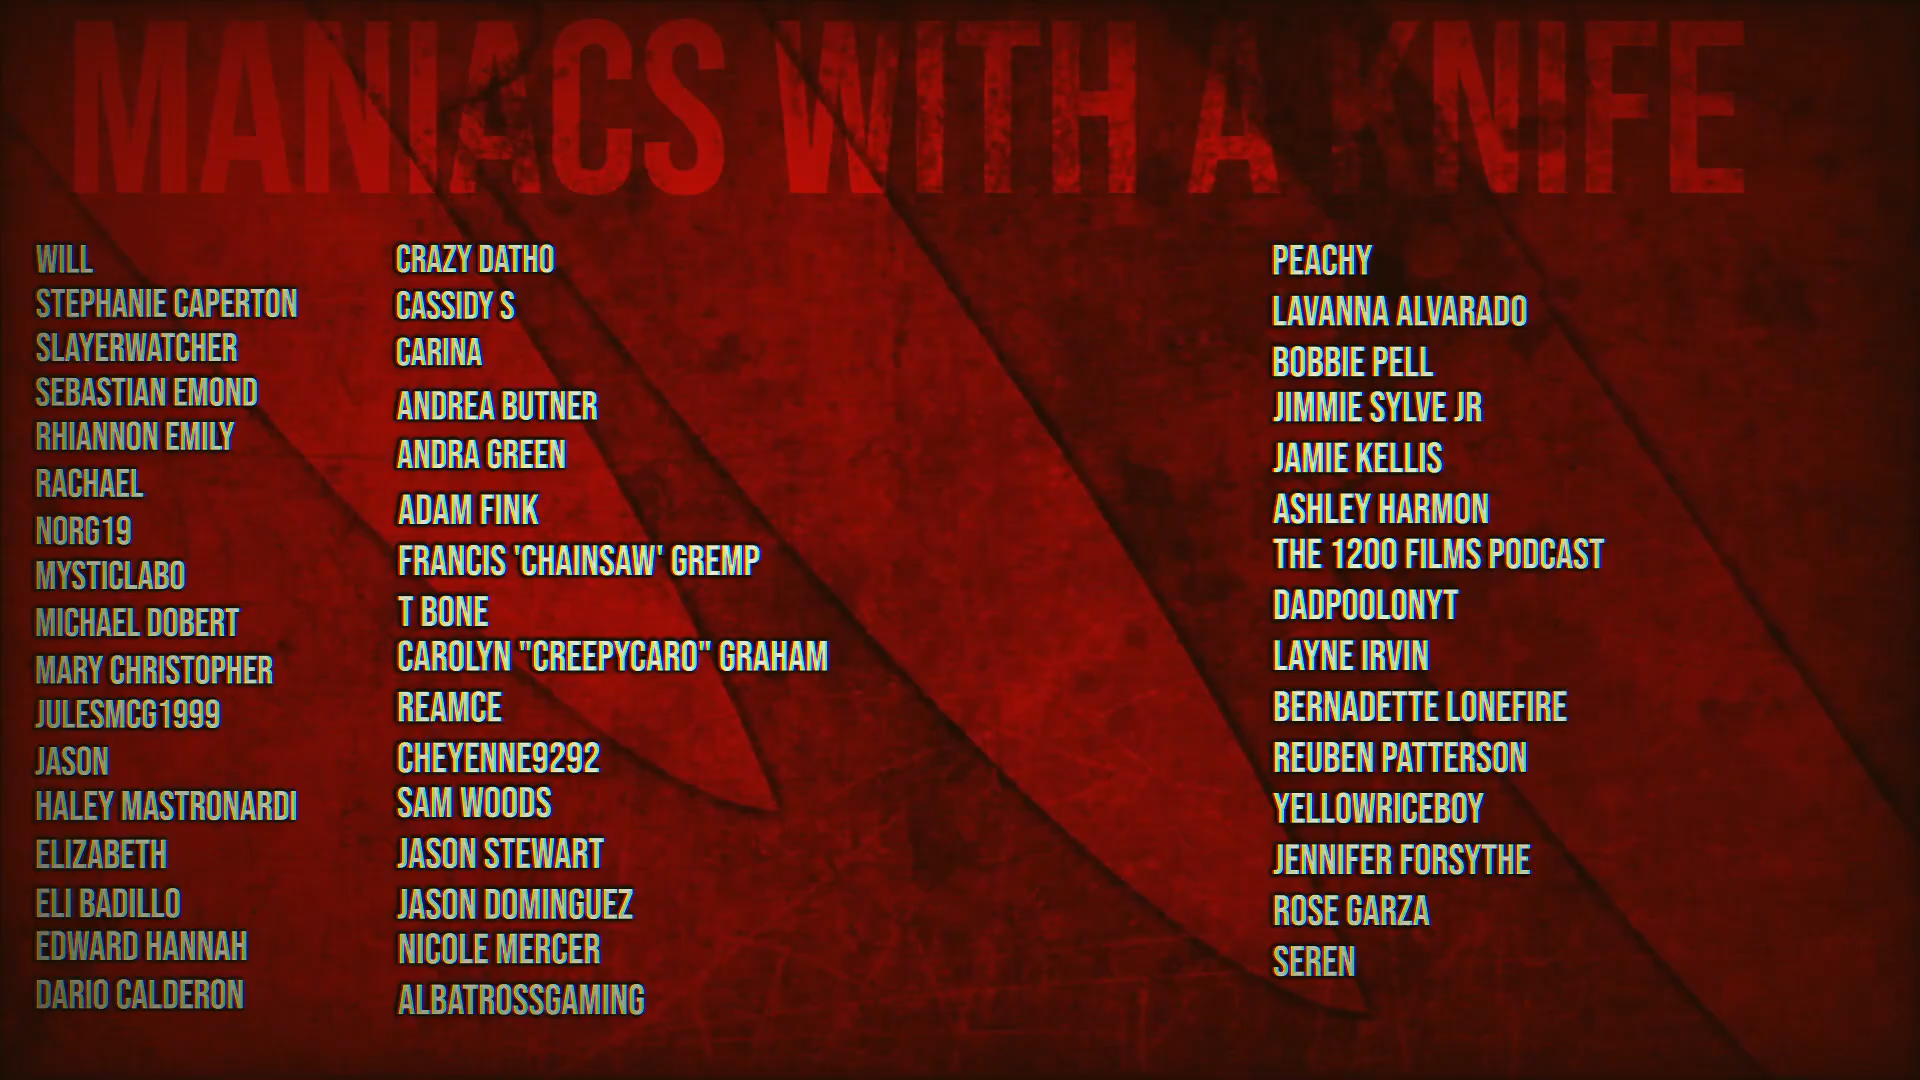 MANIACS WITH A KNIFE
WILL
STEPHANIE CAPERTON
SLAYERWATCHER
SEBASTIAN EMOND
RHIANNON EMILY
RACHAEL
NORG19
MYSTICLABO
MICHAEL DOBERT
MARY CHRISTOPHER
JULESMCG1999
JASON
HALEY MASTRONARDI
ELIZABETH
ELI BADILLO
EDWARD HANNAH
DARIO CALDERON
CRAZY DATHO
CASSIDY S
CARINA
ANDREA BUTNER
ANDRA GREEN
ADAM FINK
FRANCIS 'CHAINSAW' GREMP
T BONE
CAROLYN "CREEPYCARO" GRAHAM
REAMCE
CHEYENNE9292
SAM WOODS
JASON STEWART
JASON DOMINGUEZ
NICOLE MERCER
ALBATROSSGAMING
PEACHY
LAVANNA ALVARADO
BOBBIE PELL
JIMMIE SYLVE JR
JAMIE KELLIS
ASHLEY HARMON
THE 1200 FILMS PODCAST
DADPOOLONYT
LAYNE IRVIN
BERNADETTE LONEFIRE
REUBEN PATTERSON
YELLOWRICEBOY
JENNIFER FORSYTHE
ROSE GARZA
SEREN